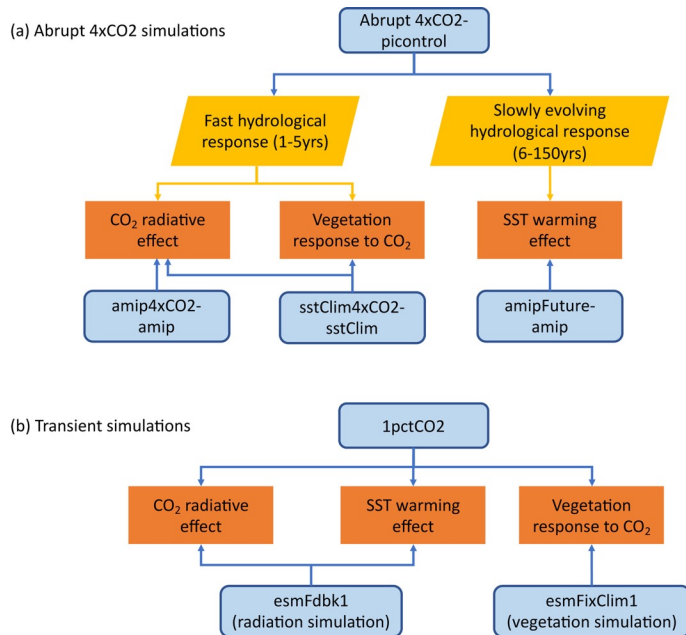 (a) Abrupt 4xCO2 simulations
Abrupt 4xCO2-
picontrol
Fast hydrological
response (1-5yrs)
Slowly evolving
hydrological response
(6-150yrs)
CO₂ radiative
effect
Vegetation
response to CO₂
SST warming
effect
amip4xCO2-
amip
sstClim4xCO2-
sstClim
amipFuture-
amip
(b) Transient simulations
1pctCO2
CO₂ radiative
effect
SST warming
effect
Vegetation
response to CO₂
esmFdbk1
(radiation simulation)
esmFixClim1
(vegetation simulation)